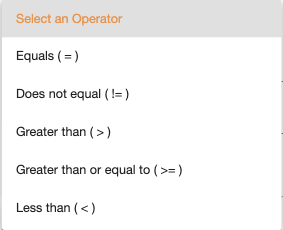 Select an Operator
Equals ( = )
Does not equal ( != )
Greater than ( > )
Greater than or equal to ( >= )
Less than ( < )